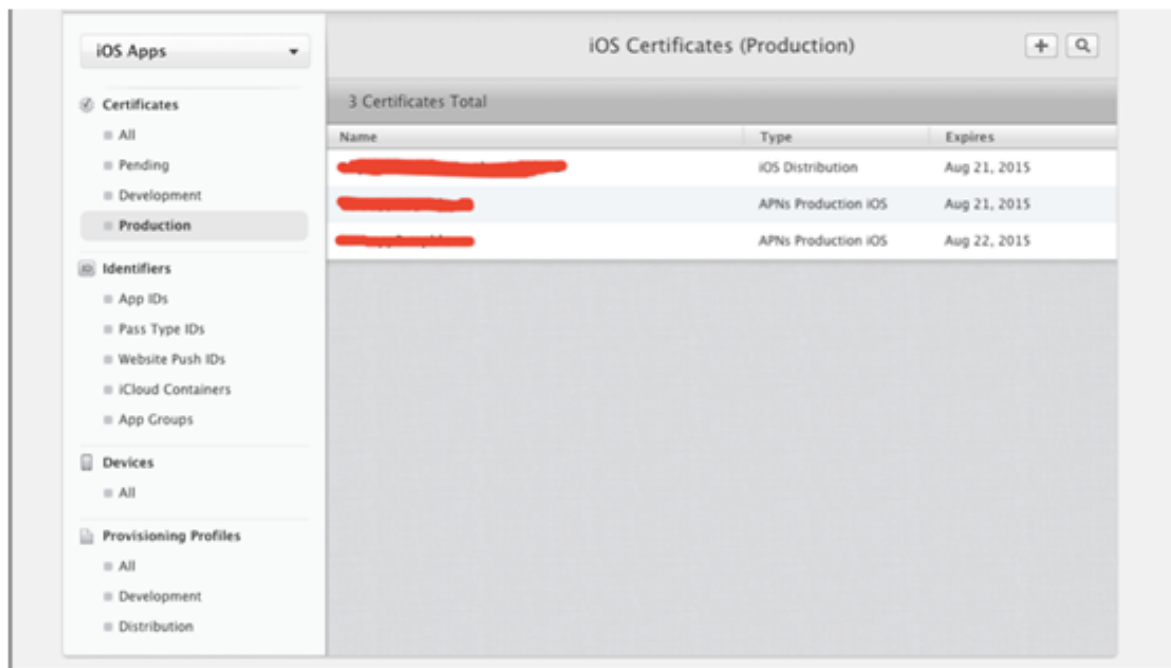 iOS Apps
iOS Certificates (Production)
Certificates
All
Pending
Development
Production
Identifiers
App IDs
Pass Type IDs
Website Push IDs
iCloud Containers
App Groups
Devices
All
Provisioning Profiles
All
Development
Distribution
3 Certificates Total
Name Type Expires
iOS Distribution Aug 21, 2015
APNs Production iOS Aug 21, 2015
APNs Production iOS Aug 22, 2015